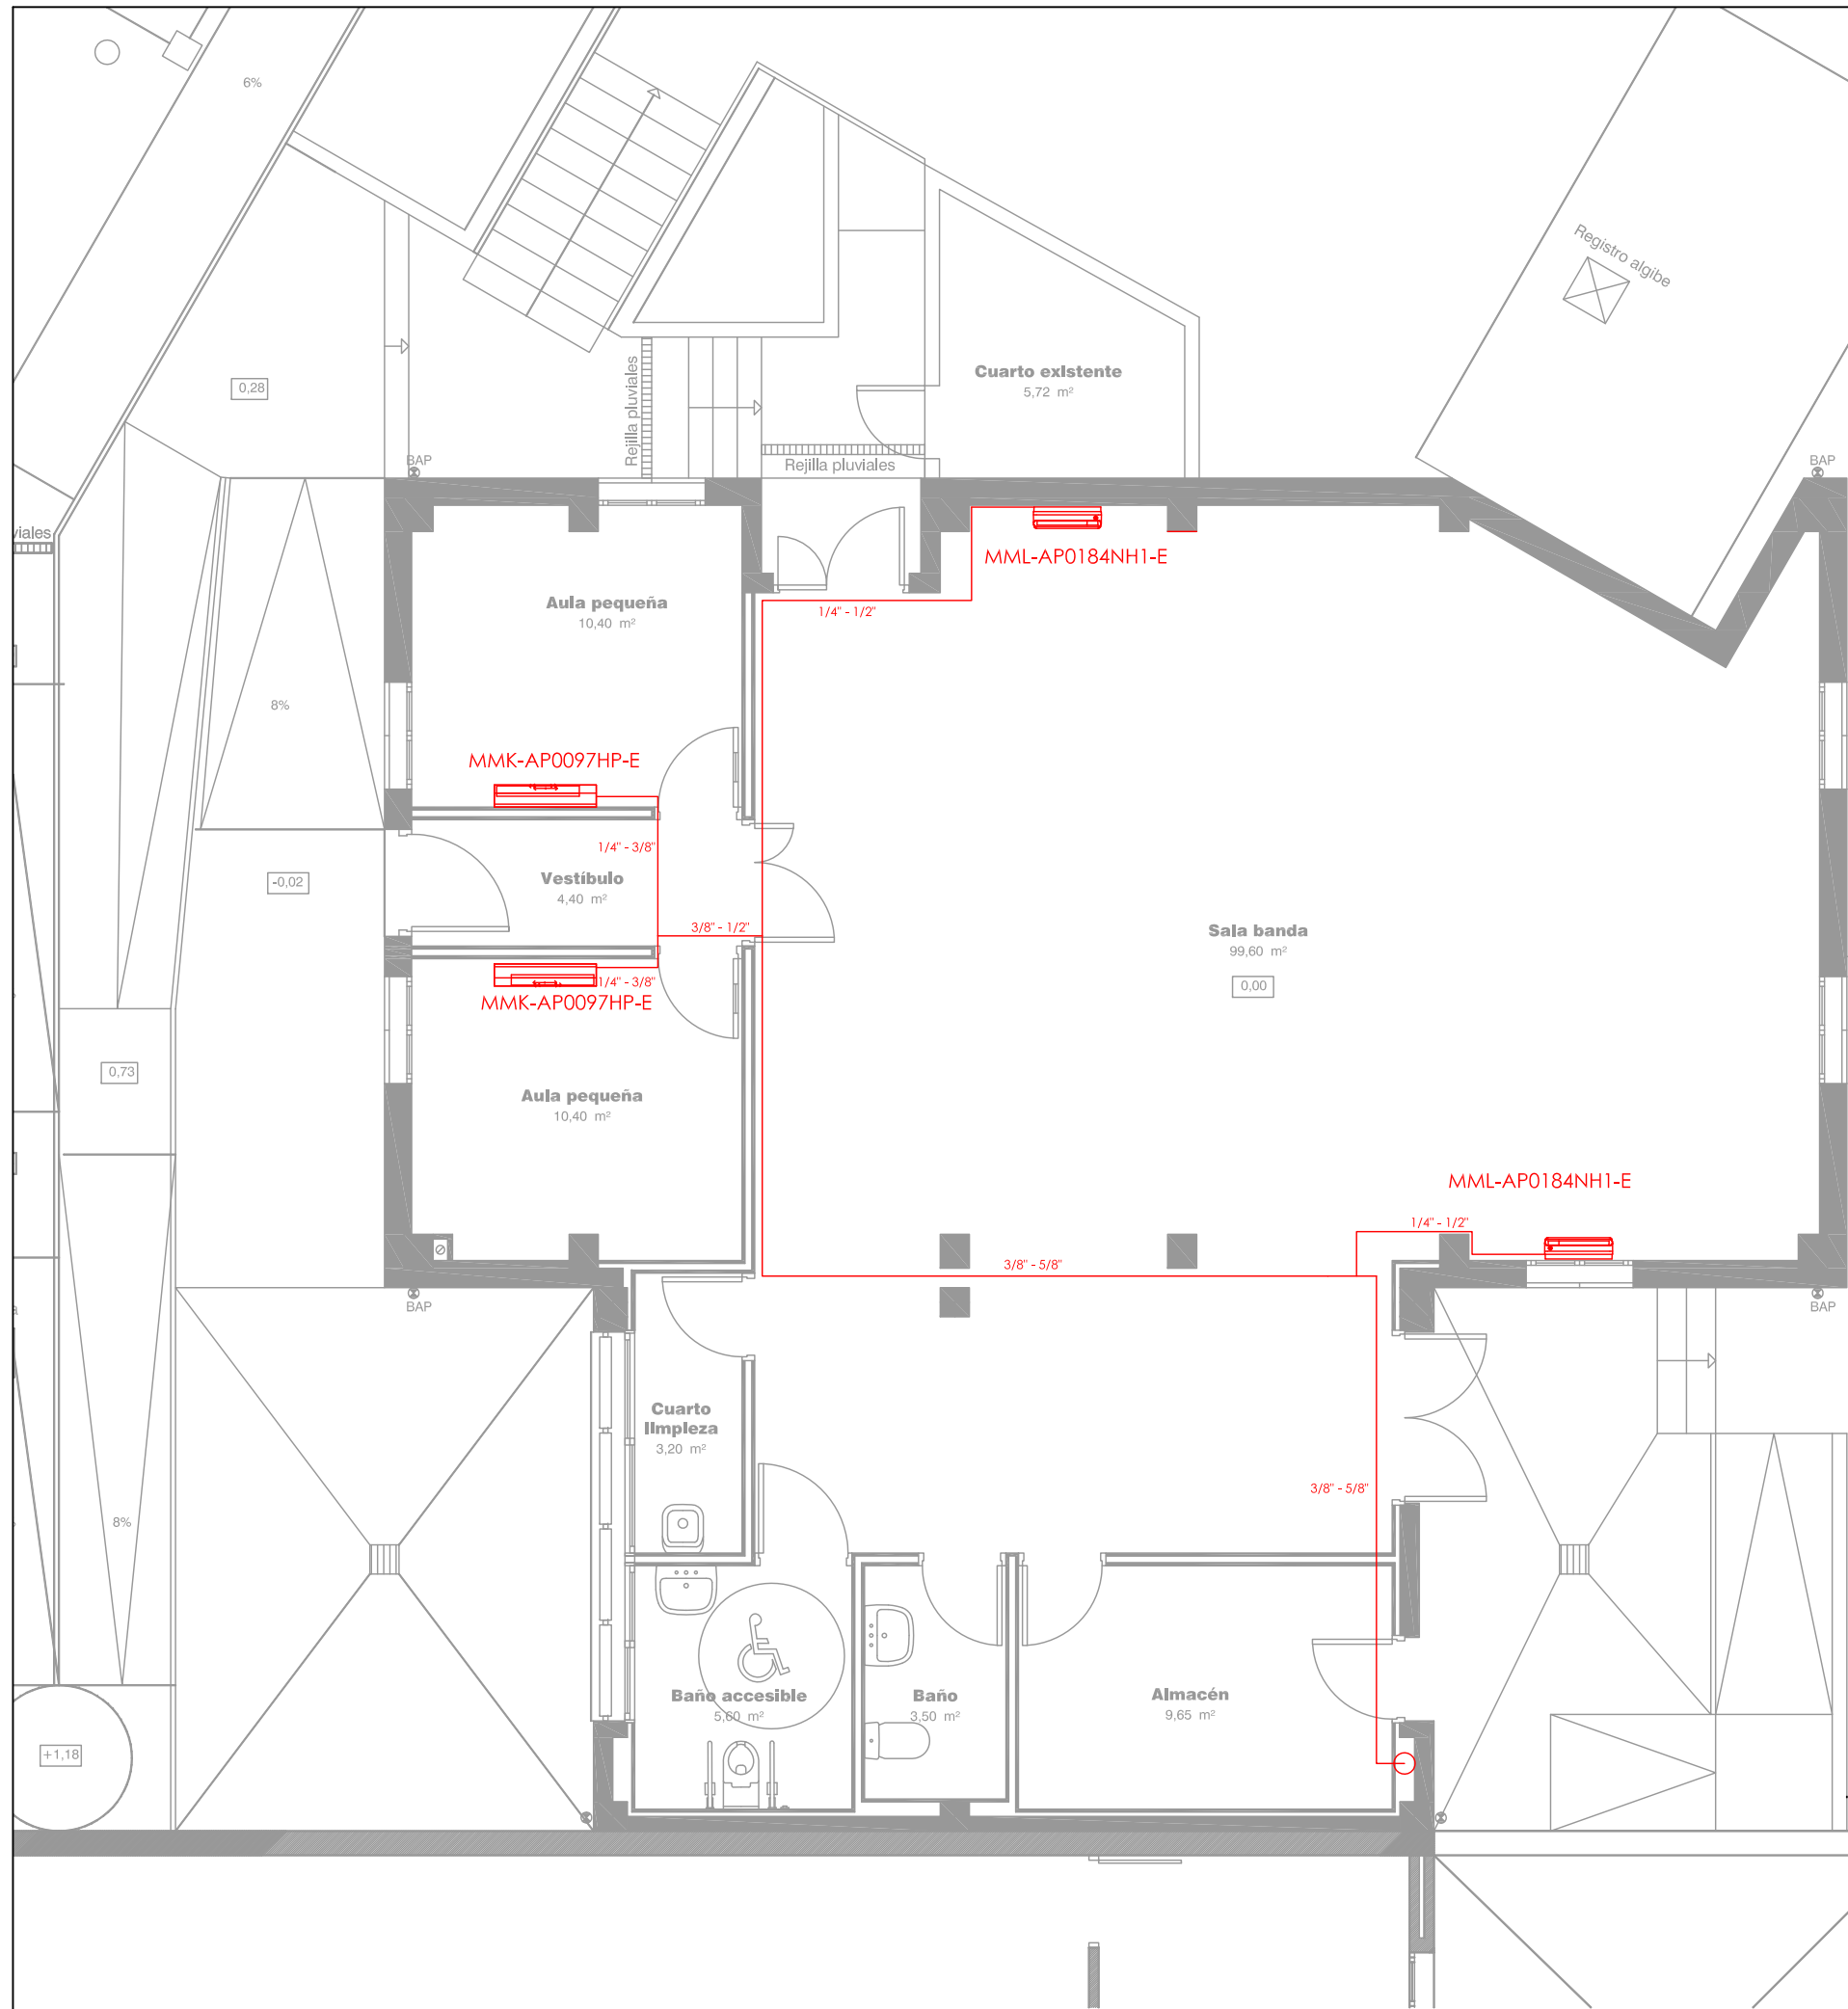 6%
Registro algibe
Cuarto existente
5,72 m²
0,28
Rejilla pluviales
Rejilla pluviales
BAP
BAP
viales
MML-AP0184NH1-E
Aula pequeña
10,40 m²
1/4" - 1/2"
8%
MMK-AP0097HP-E
1/4" - 3/8"
Vestíbulo
4,40 m²
-0,02
3/8" - 1/2"
Sala banda
99,60 m²
0,00
1/4" - 3/8"
MMK-AP0097HP-E
0,73
Aula pequeña
10,40 m²
MML-AP0184NH1-E
1/4" - 1/2"
3/8" - 5/8"
BAP
BAP
Cuarto
limpleza
3,20 m²
3/8" - 5/8"
8%
Baño accesible
5,60 m²
Baño
3,50 m²
Almacén
9,65 m²
+1,18